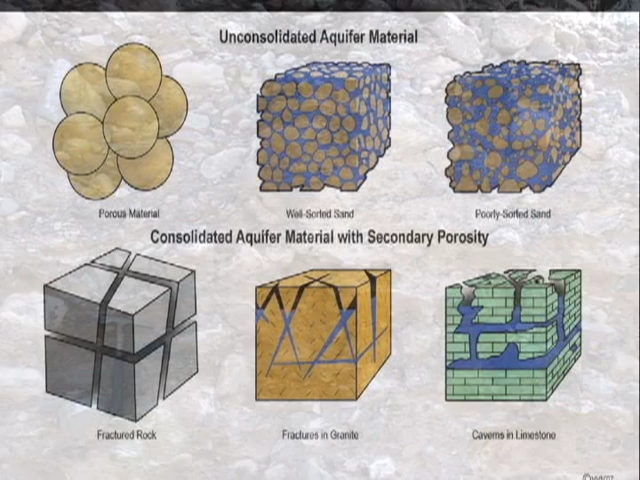 Unconsolidated Aquifer Material
Porous Material
Well-Sorted Sand
Poorly-Sorted Sand
Consolidated Aquifer Material with Secondary Porosity
Fractured Rock
Fractures in Granite
Caverns in Limestone